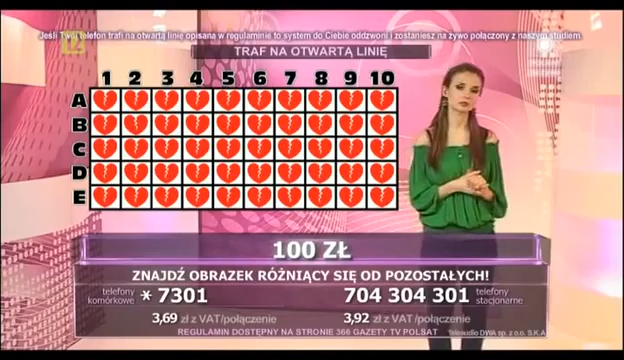 Jeśli Twój telefon trafi na otwartą linię opisaną w regulaminie to system do Ciebie oddzwoni i zostaniesz na żywo połączony z naszym studiem.
12
TRAF NA OTWARTĄ LINIĘ
1 2 3 4 5 6 7 8 9 10
A
B
C
D
E
100 ZŁ
ZNAJDŹ OBRAZEK RÓŻNIĄCY SIĘ OD POZOSTAŁYCH!
telefony komórkowe * 7301 704 304 301 telefony stacjonarne
3,69 zł z VAT/połączenie 3,92 zł z VAT/połączenie
REGULAMIN DOSTĘPNY NA STRONIE 366 GAZETY TV POLSAT
Teleaudio DWA sp. z o.o. S.K.A